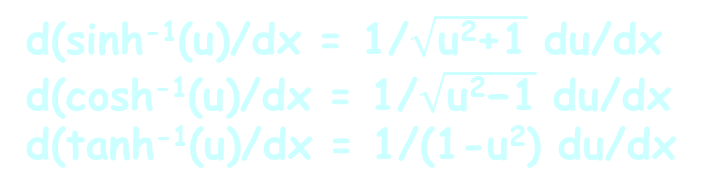 d(sinh⁻¹(u)/dx = 1/√u²+1 du/dx
d(cosh⁻¹(u)/dx = 1/√u²−1 du/dx
d(tanh⁻¹(u)/dx = 1/(1-u²) du/dx